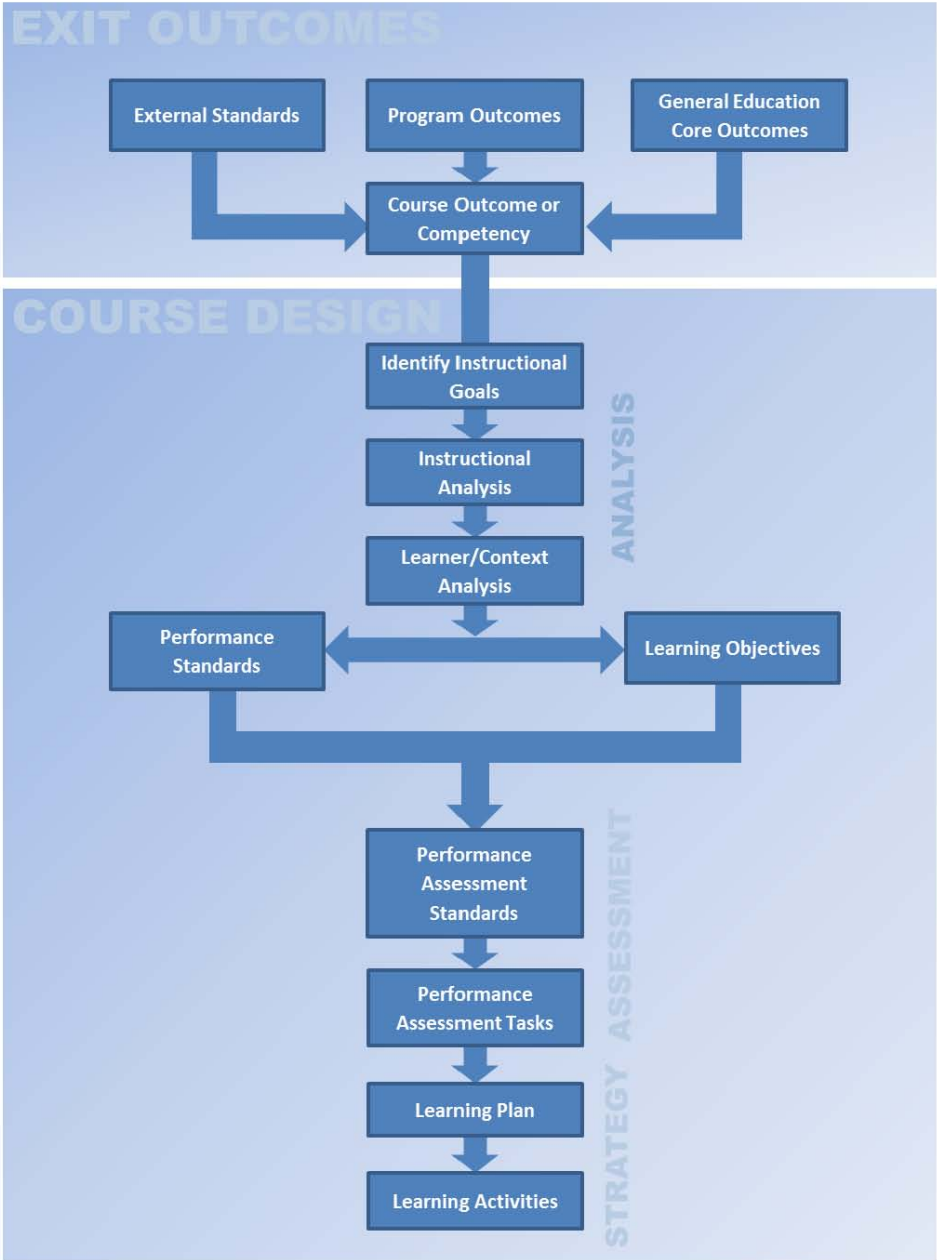 EXIT OUTCOMES
External Standards
Program Outcomes
General Education
Core Outcomes
Course Outcome or
Competency
COURSE DESIGN
Identify Instructional
Goals
ANALYSIS
Instructional
Analysis
Learner/Context
Analysis
Performance
Standards
Learning Objectives
Performance
Assessment
Standards
ASSESSMENT
Performance
Assessment Tasks
STRATEGY
Learning Plan
Learning Activities